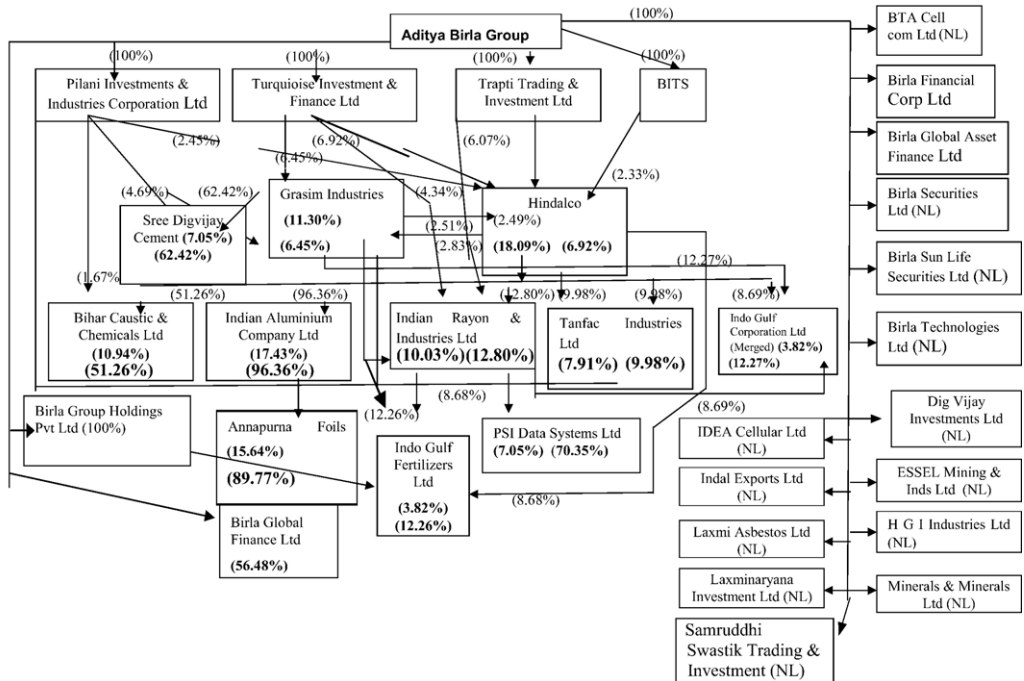 (100%)
Aditya Birla Group
BTA Cell
com Ltd (NL)
(100%)
(100%)
(100%)
(100%)
Pilani Investments &
Industries Corporation Ltd
Turquioise Investment &
Finance Ltd
Trapti Trading &
Investment Ltd
BITS
Birla Financial
Corp Ltd
Birla Global Asset
Finance Ltd
(2.45%)
(6.92%)
(6.07%)
(6.45%)
(2.33%)
(4.69%)
(62.42%)
(4.34%)
Grasim Industries
(11.30%)
(6.45%)
Hindalco
(2.49%)
(18.09%) (6.92%)
(2.51%)
(2.83%)
Birla Securities
Ltd (NL)
Sree Digvijay
Cement (7.05%)
(62.42%)
(12.27%)
Birla Sun Life
Securities Ltd (NL)
(1.67%)
(51.26%)
(96.36%)
(12.80%)
(9.98%)
(9.98%)
(8.69%)
Bihar Caustic &
Chemicals Ltd
(10.94%)
(51.26%)
Indian Aluminium
Company Ltd
(17.43%)
(96.36%)
Indian Rayon &
Industries Ltd
(10.03%)(12.80%)
Tanfac Industries
Ltd
(7.91%) (9.98%)
Indo Gulf
Corporation Ltd
(Merged) (3.82%)
(12.27%)
Birla Technologies
Ltd (NL)
(8.68%)
(12.26%)
(8.69%)
Birla Group Holdings
Pvt Ltd (100%)
Annapurna Foils
(15.64%)
(89.77%)
Indo Gulf
Fertilizers
Ltd
(3.82%)
(12.26%)
PSI Data Systems Ltd
(7.05%) (70.35%)
(8.68%)
IDEA Cellular Ltd
(NL)
Dig Vijay
Investments Ltd
(NL)
Indal Exports Ltd
(NL)
ESSEL Mining &
Inds Ltd (NL)
Birla Global
Finance Ltd
(56.48%)
Laxmi Asbestos Ltd
(NL)
H G I Industries Ltd
(NL)
Laxminaryana
Investment Ltd (NL)
Minerals & Minerals
Ltd (NL)
Samruddhi
Swastik Trading &
Investment (NL)